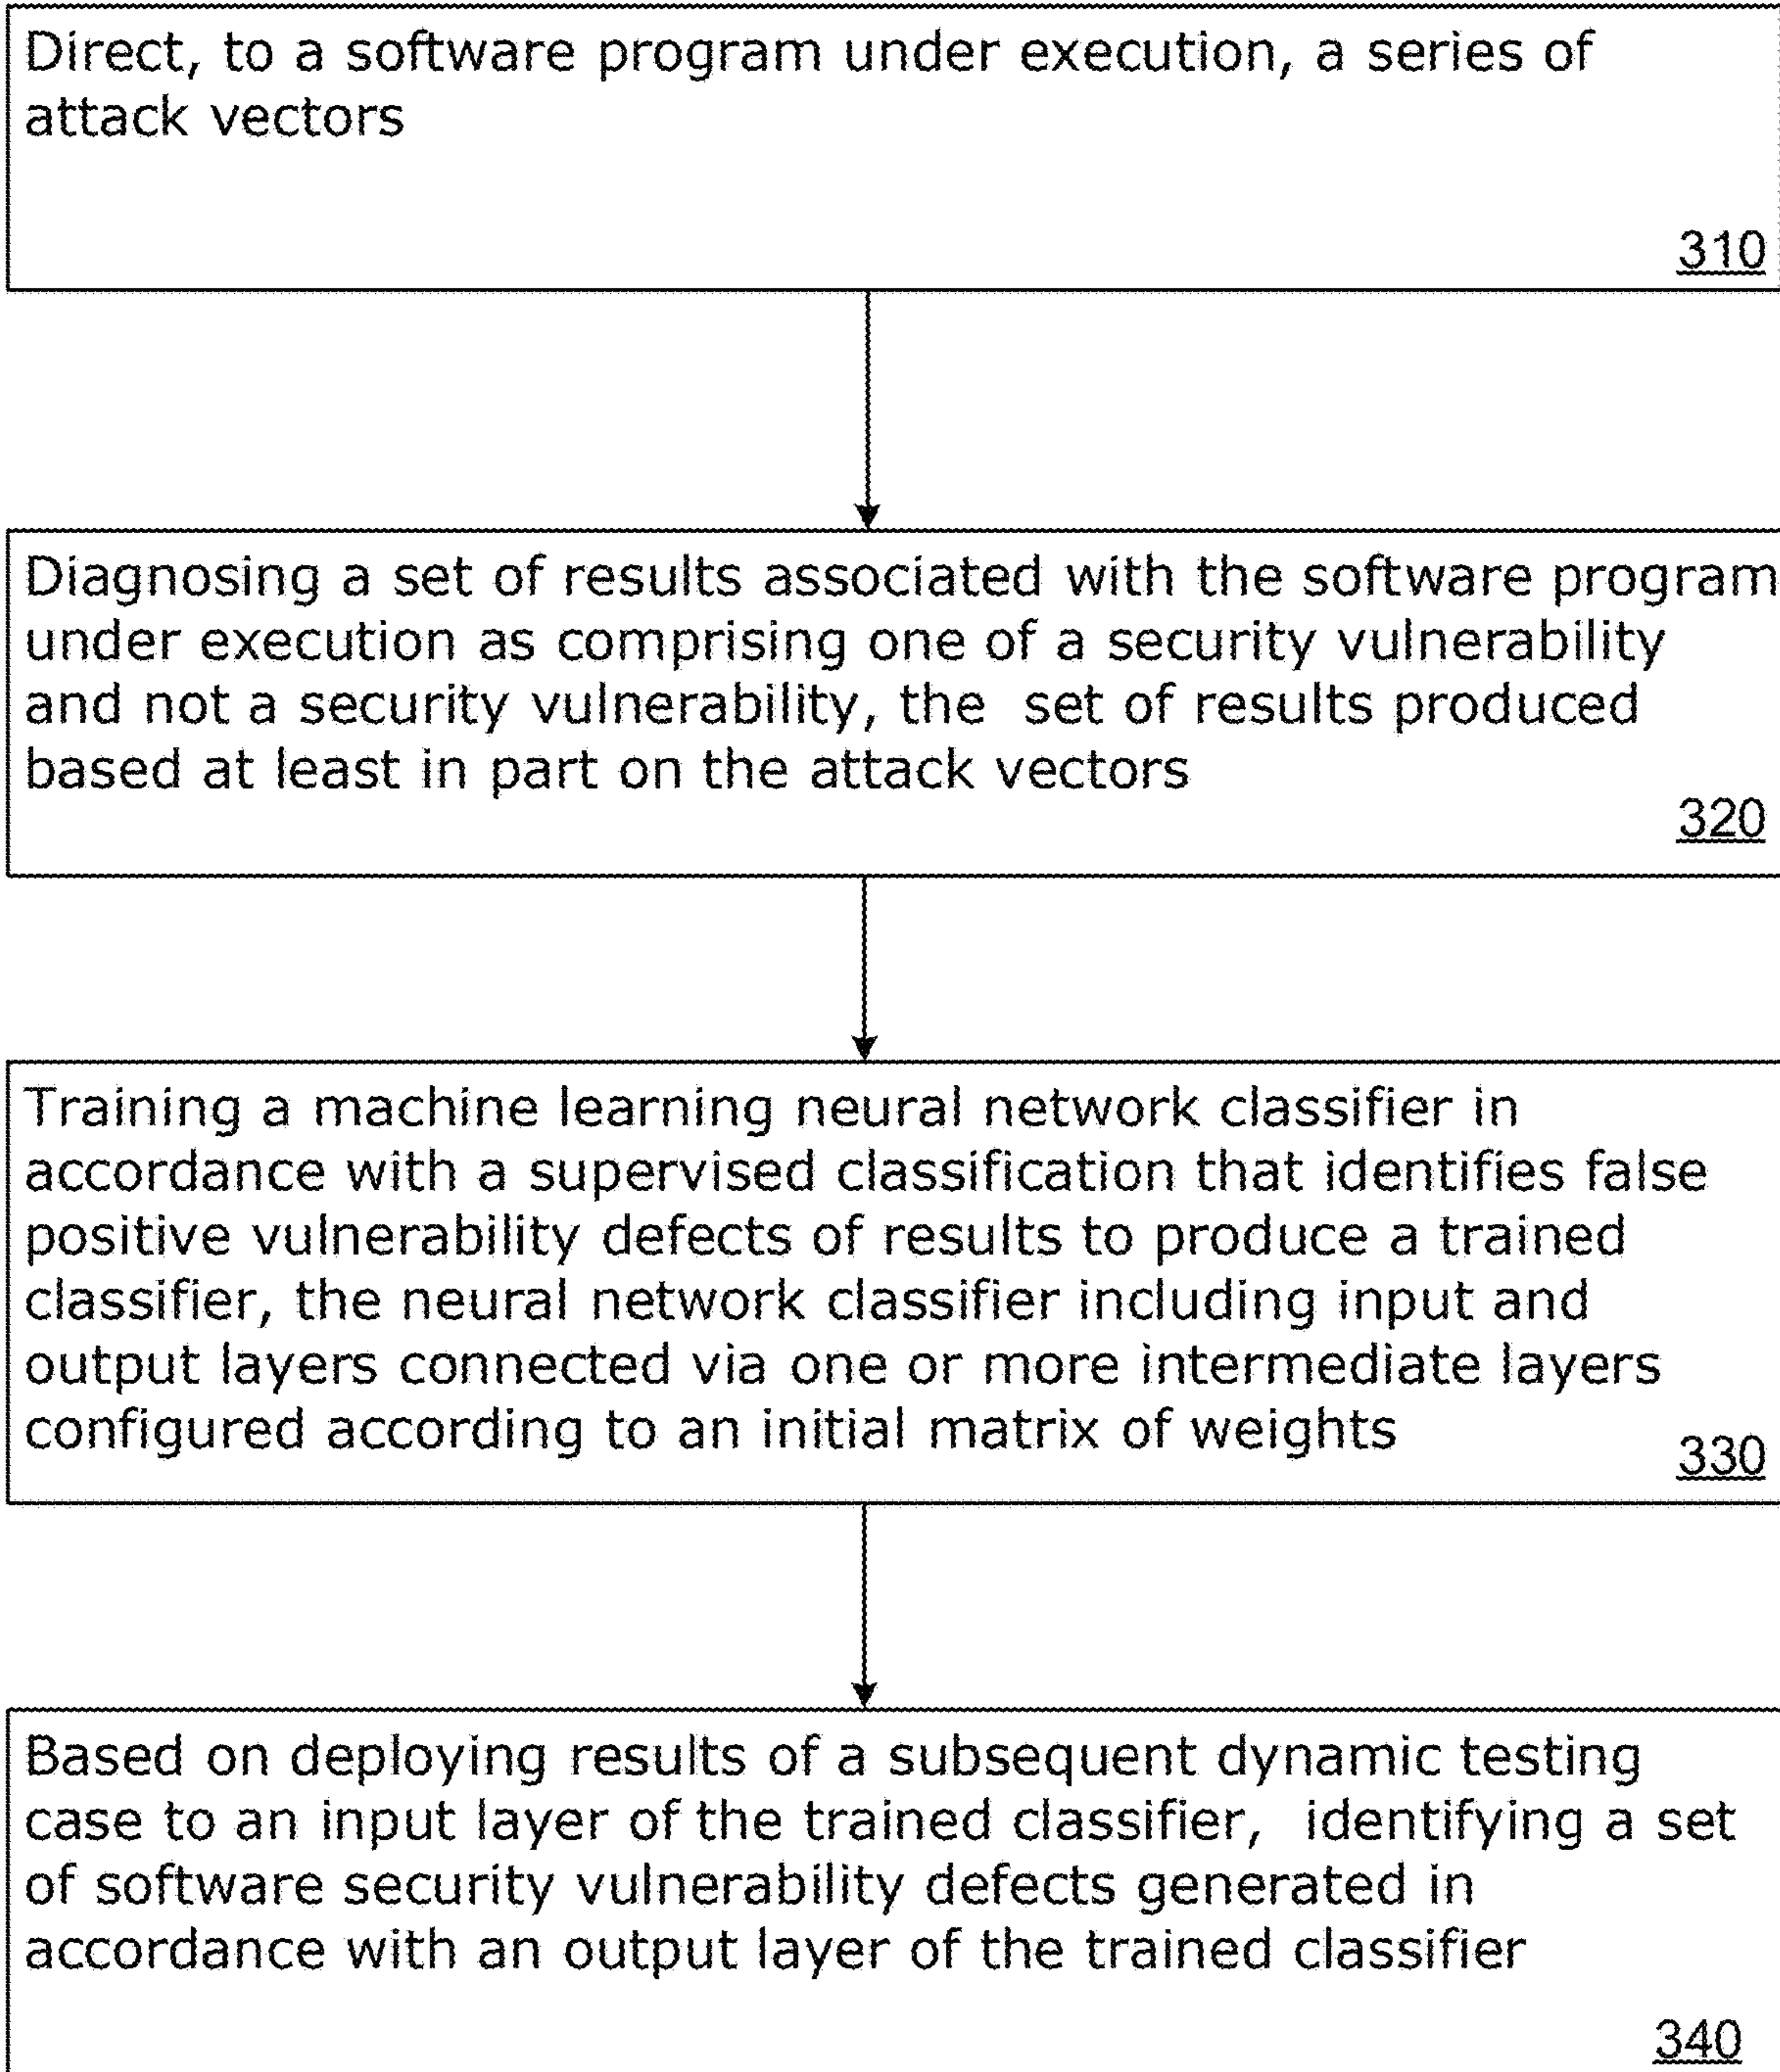 Direct, to a software program under execution, a series of
attack vectors
310
Diagnosing a set of results associated with the software program
under execution as comprising one of a security vulnerability
and not a security vulnerability, the  set of results produced
based at least in part on the attack vectors
320
Training a machine learning neural network classifier in
accordance with a supervised classification that identifies false
positive vulnerability defects of results to produce a trained
classifier, the neural network classifier including input and
output layers connected via one or more intermediate layers
configured according to an initial matrix of weights
330
Based on deploying results of a subsequent dynamic testing
case to an input layer of the trained classifier,  identifying a set
of software security vulnerability defects generated in
accordance with an output layer of the trained classifier
340